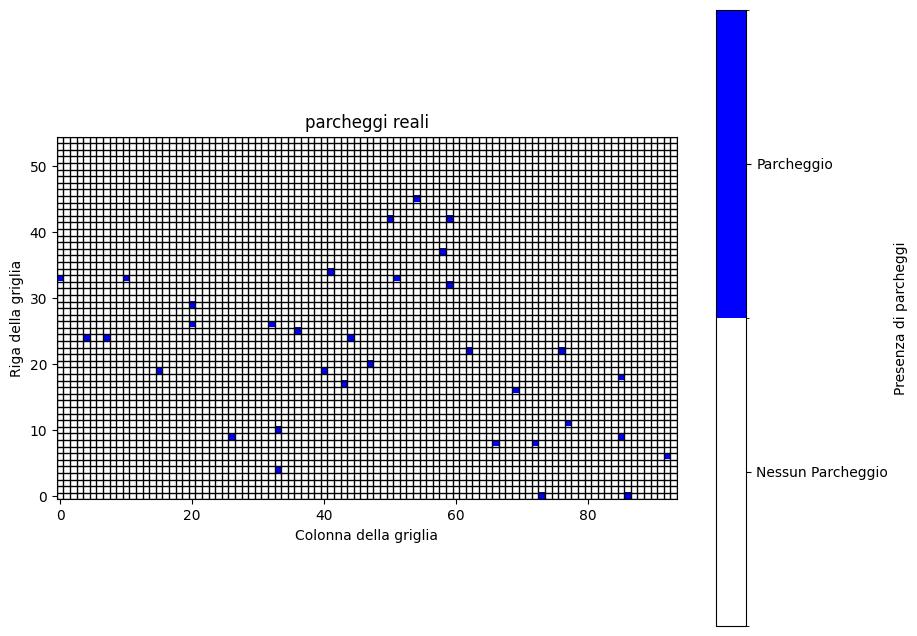 parcheggi reali
50
40
30
20
10
0
Riga della griglia
0 20 40 60 80
Colonna della griglia
Parcheggio
Nessun Parcheggio
Presenza di parcheggi